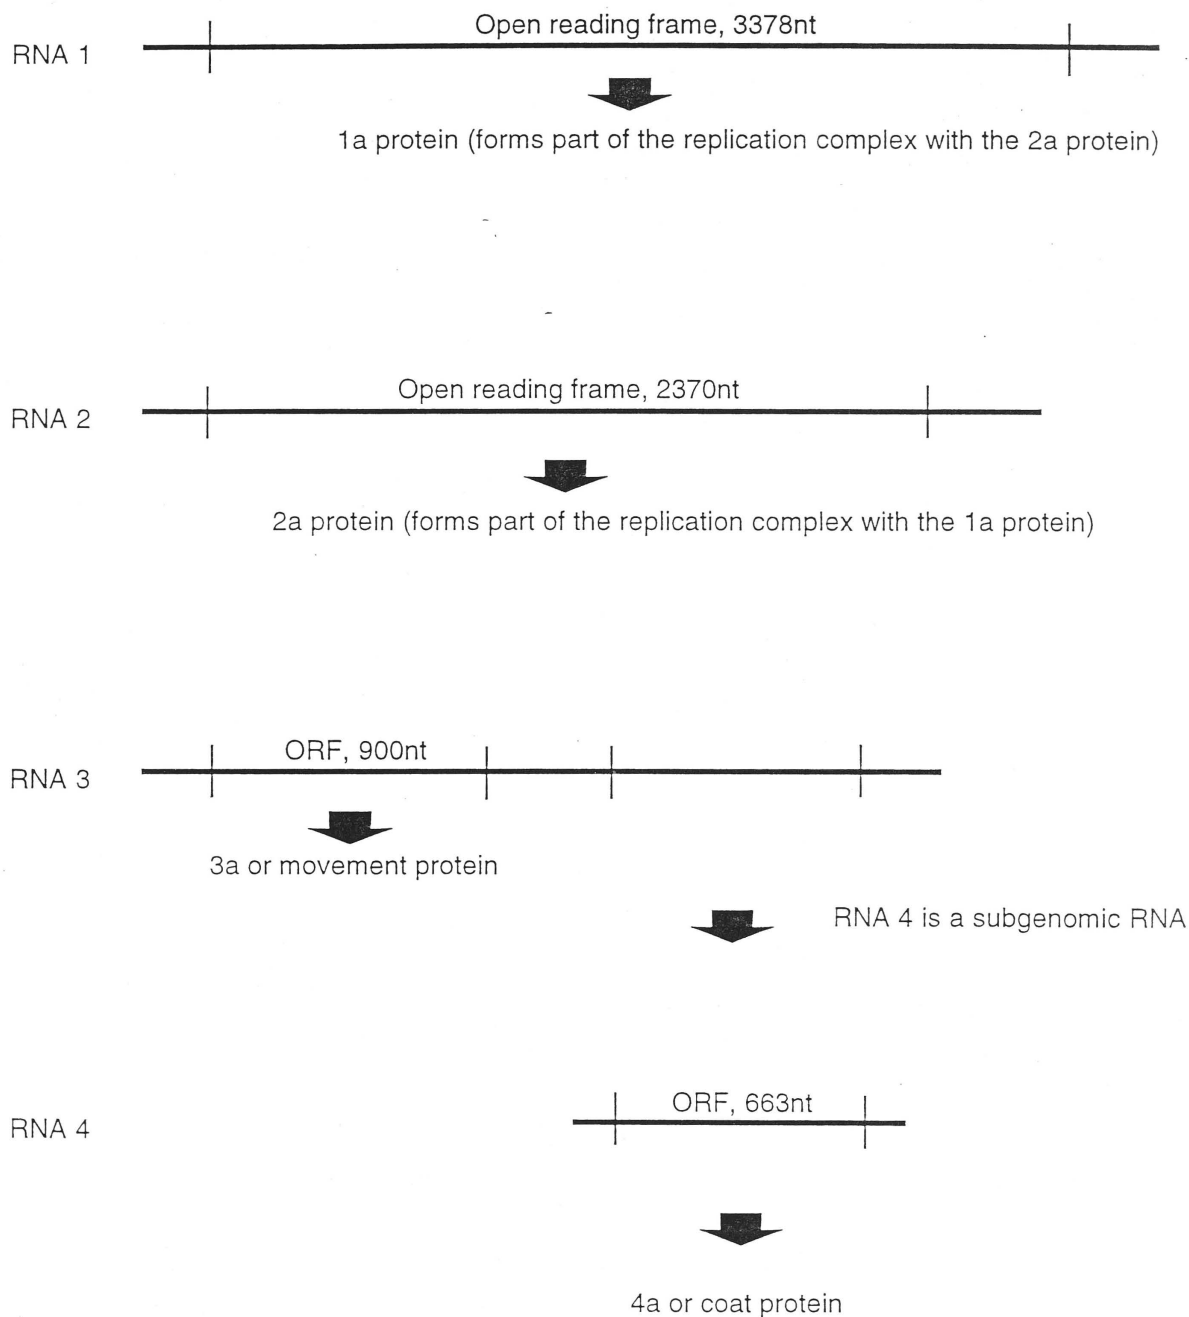 Open reading frame, 3378nt
RNA 1
1a protein (forms part of the replication complex with the 2a protein)
Open reading frame, 2370nt
RNA 2
2a protein (forms part of the replication complex with the 1a protein)
ORF, 900nt
RNA 3
3a or movement protein
RNA 4 is a subgenomic RNA
ORF, 663nt
RNA 4
4a or coat protein